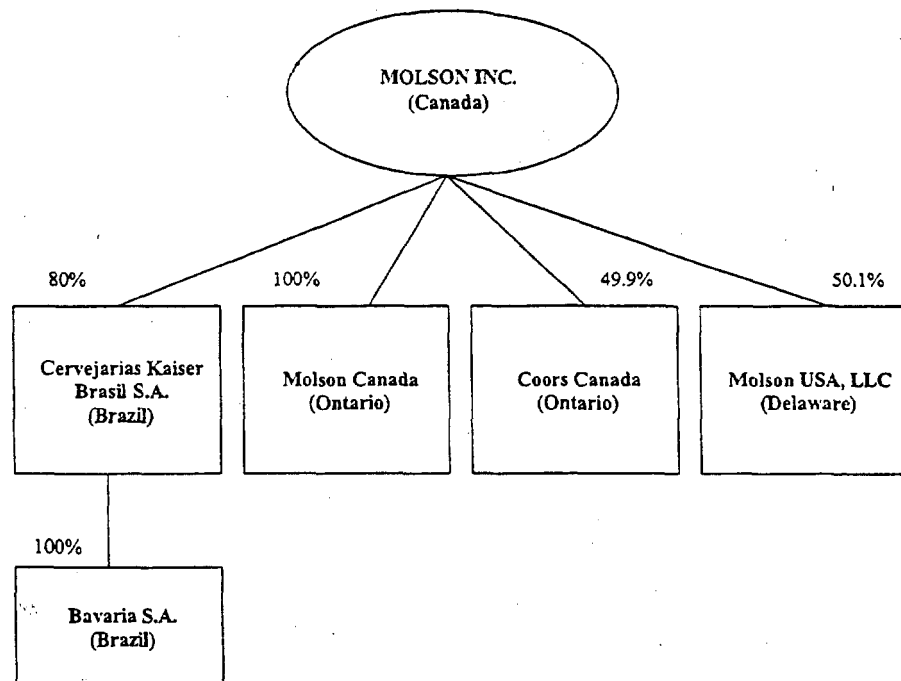 MOLSON INC.
(Canada)
80%
100%
49.9%
50.1%
Cervejarias Kaiser
Brasil S.A.
(Brazil)
Molson Canada
(Ontario)
Coors Canada
(Ontario)
Molson USA, LLC
(Delaware)
100%
Bavaria S.A.
(Brazil)